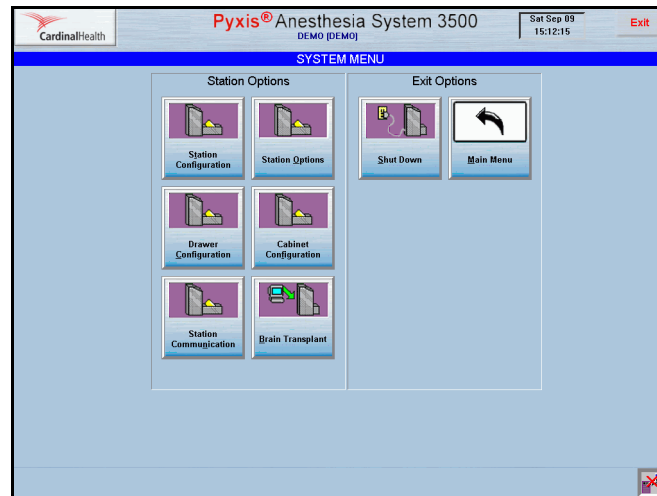 CardinalHealth
Pyxis® Anesthesia System 3500
DEMO [DEMO]
Sat Sep 09
15:12:15
Exit
SYSTEM MENU
Station Options
Exit Options
Station
Configuration
Station Options
Shut Down
Main Menu
Drawer
Configuration
Cabinet
Configuration
Station
Communication
Brain Transplant